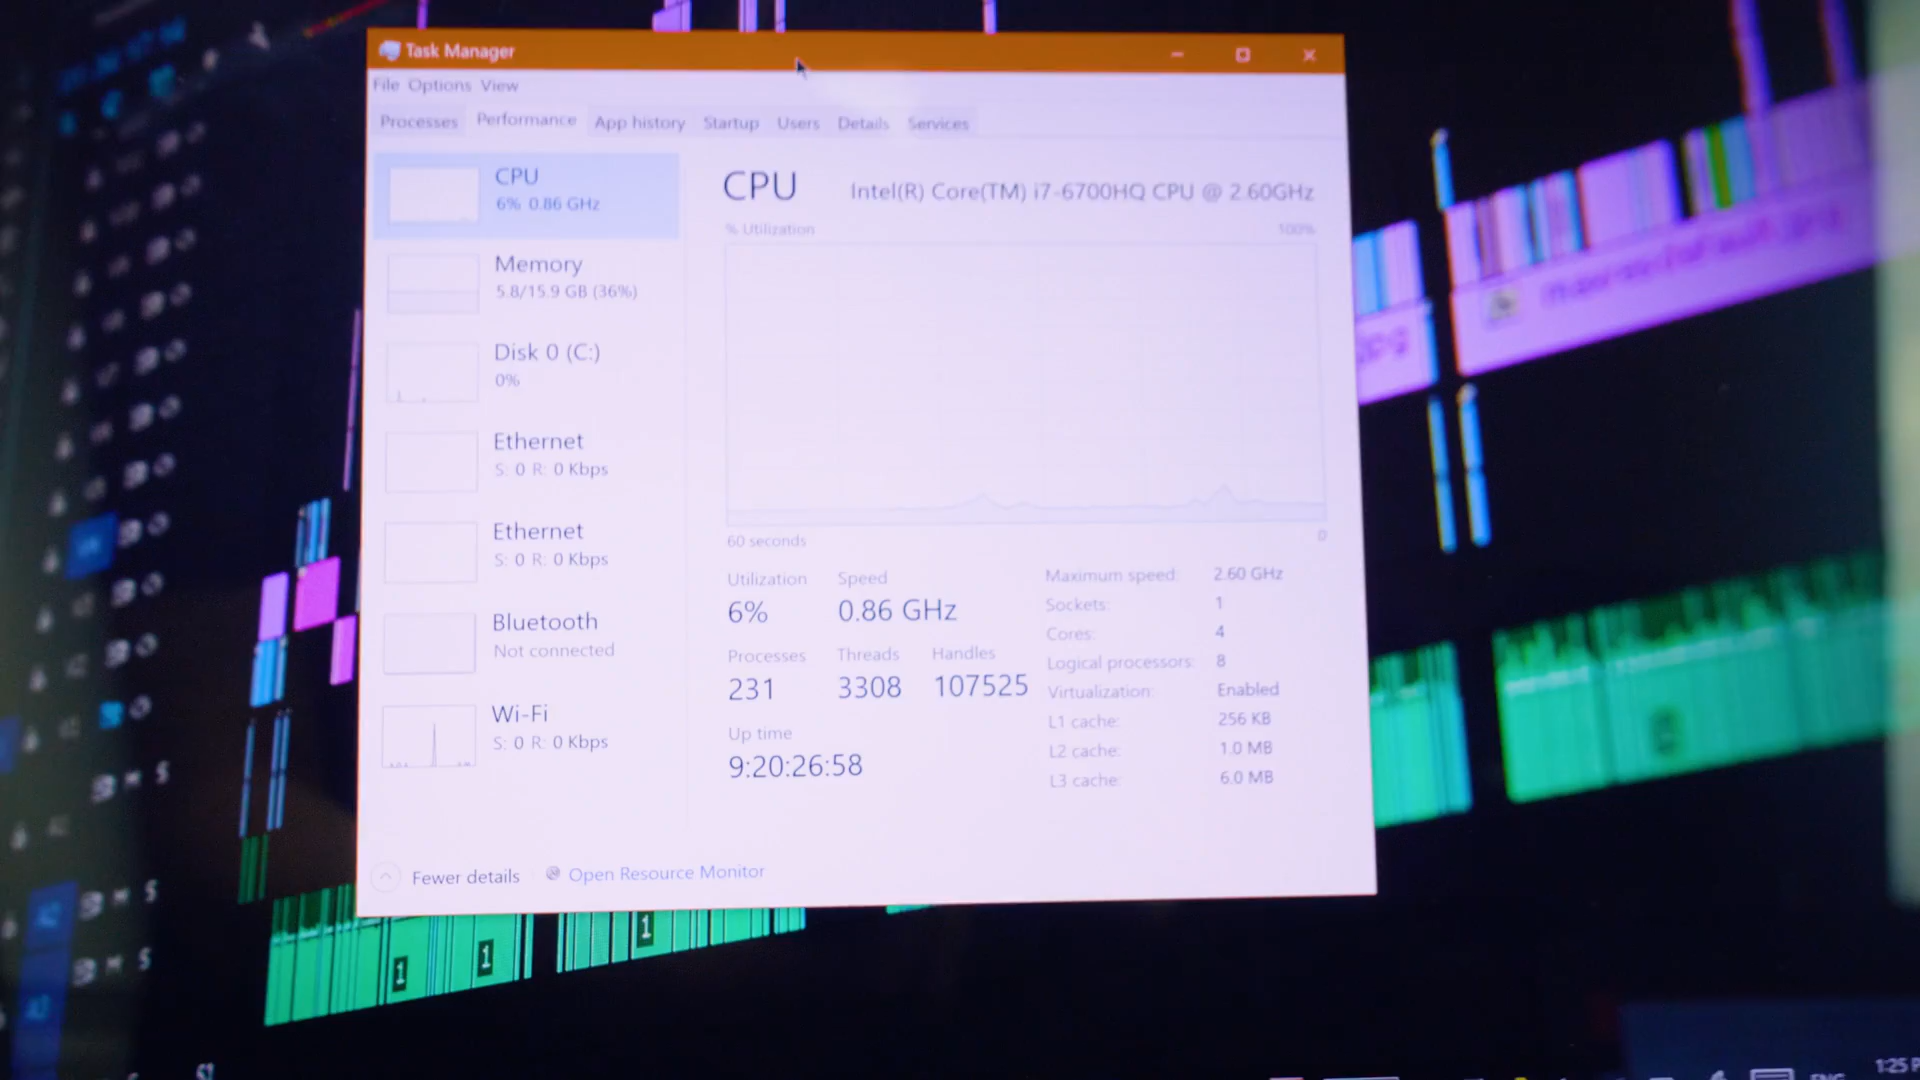 Task Manager
File Options View
Processes Performance App history Startup Users Details Services
CPU
6% 0.86 GHz
Memory
5.8/15.9 GB (36%)
Disk 0 (C:)
0%
Ethernet
S: 0 R: 0 Kbps
Ethernet
S: 0 R: 0 Kbps
Bluetooth
Not connected
Wi-Fi
S: 0 R: 0 Kbps
CPU Intel(R) Core(TM) i7-6700HQ CPU @ 2.60GHz
% Utilization 100%
60 seconds 0
Utilization Speed
6% 0.86 GHz
Processes Threads Handles
231 3308 107525
Up time
9:20:26:58
Maximum speed: 2.60 GHz
Sockets: 1
Cores: 4
Logical processors: 8
Virtualization: Enabled
L1 cache: 256 KB
L2 cache: 1.0 MB
L3 cache: 6.0 MB
Fewer details Open Resource Monitor
.jpg
M S
M S
M S
1
1
1
ENG
1:25 P